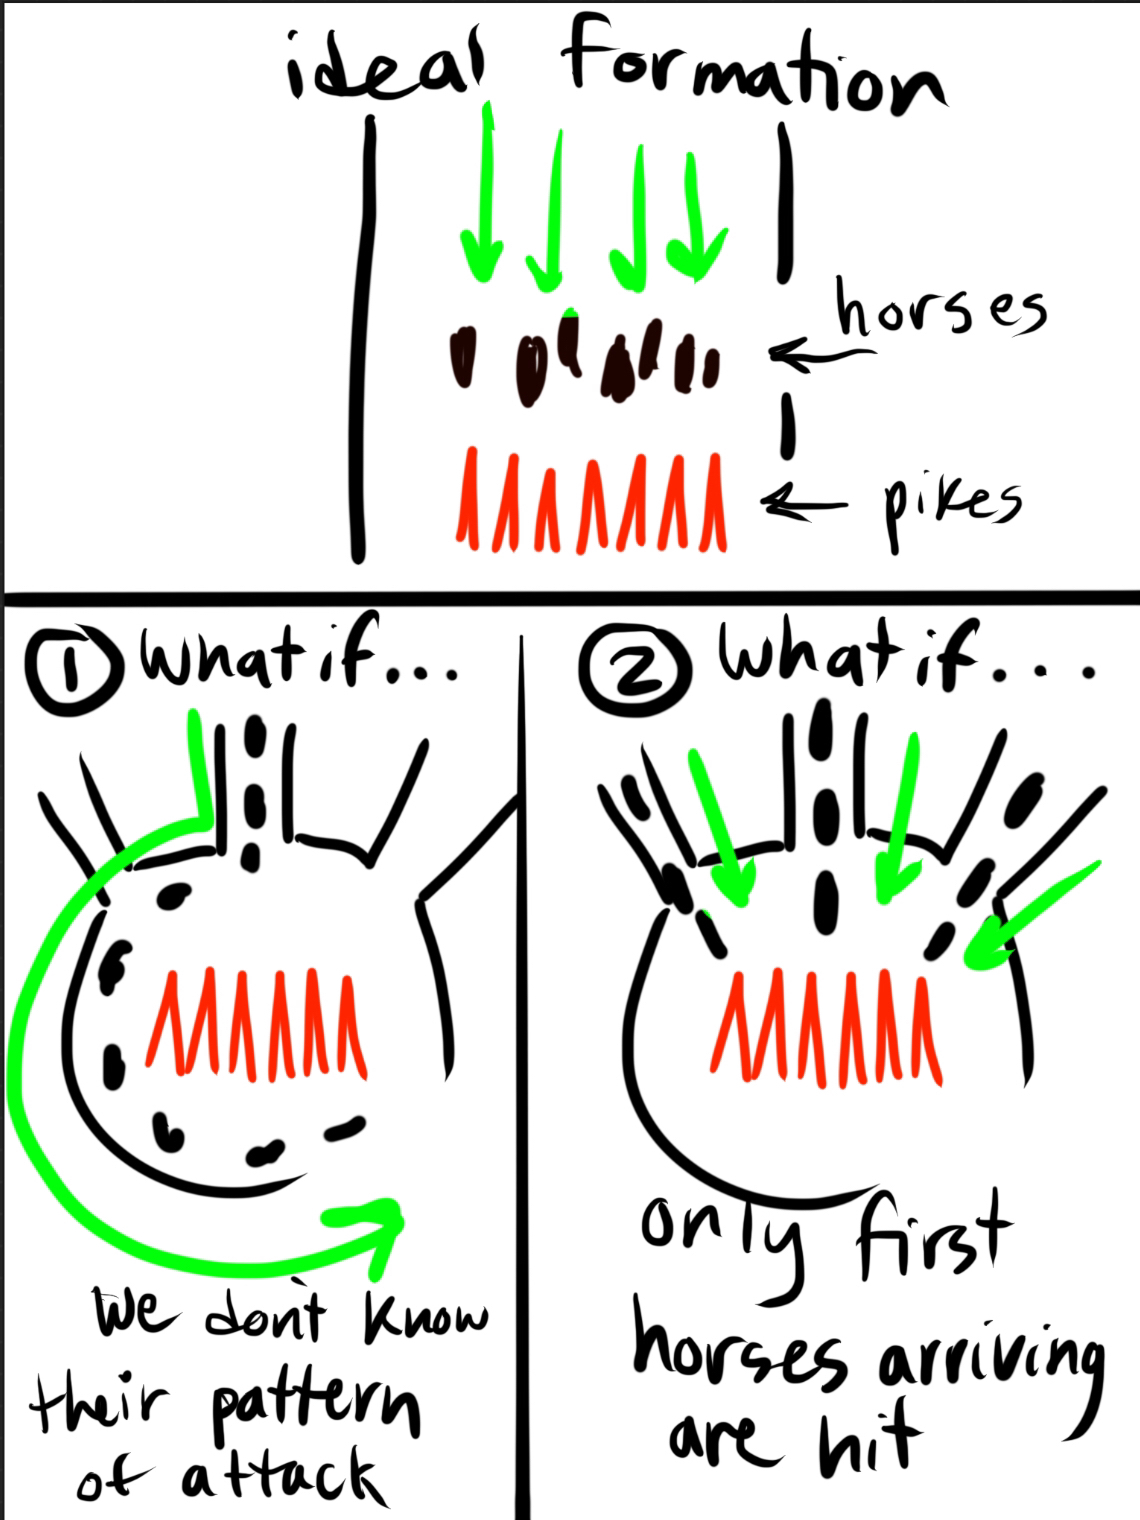 ideal formation
horses
pikes
① What if...
We don't know
their pattern
of attack
② What if....
only first
horses arriving
are hit